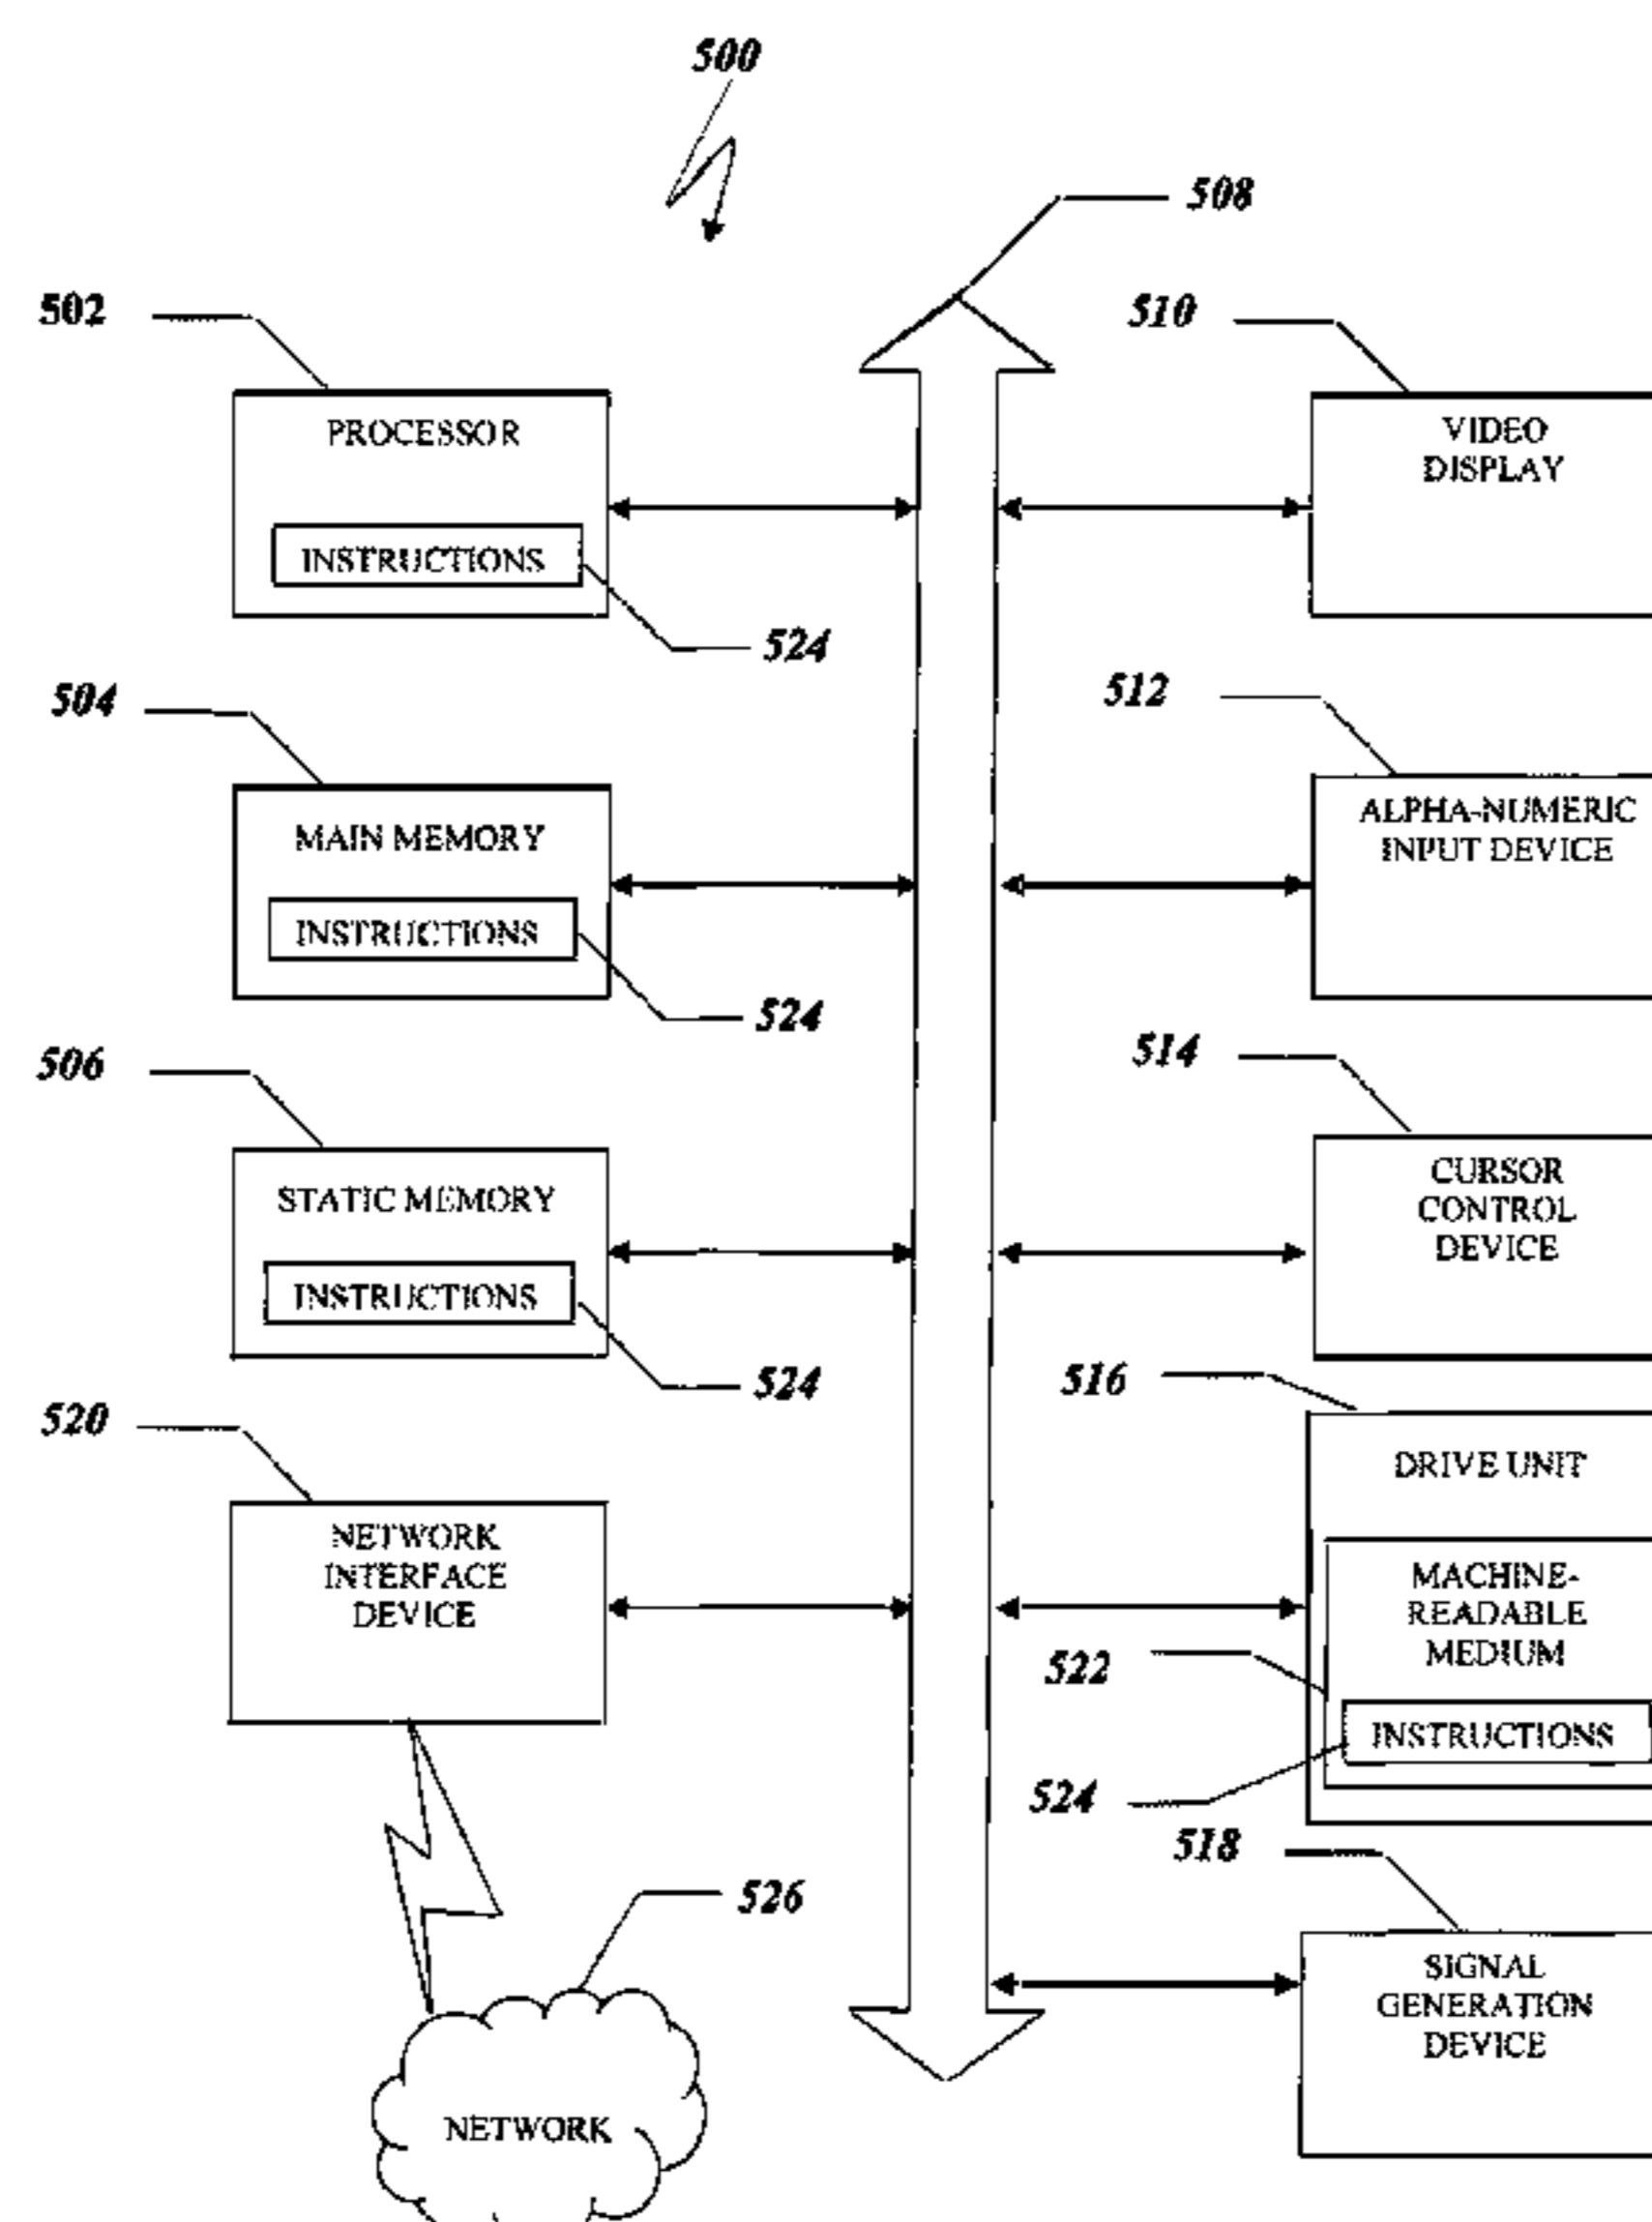 500
508
502
PROCESSOR
INSTRUCTIONS
524
504
MAIN MEMORY
INSTRUCTIONS
524
506
STATIC MEMORY
INSTRUCTIONS
524
520
NETWORK
INTERFACE
DEVICE
526
NETWORK
510
VIDEO
DISPLAY
512
ALPHA-NUMERIC
INPUT DEVICE
514
CURSOR
CONTROL
DEVICE
516
DRIVE UNIT
MACHINE-
READABLE
MEDIUM
522
INSTRUCTIONS
524
518
SIGNAL
GENERATION
DEVICE